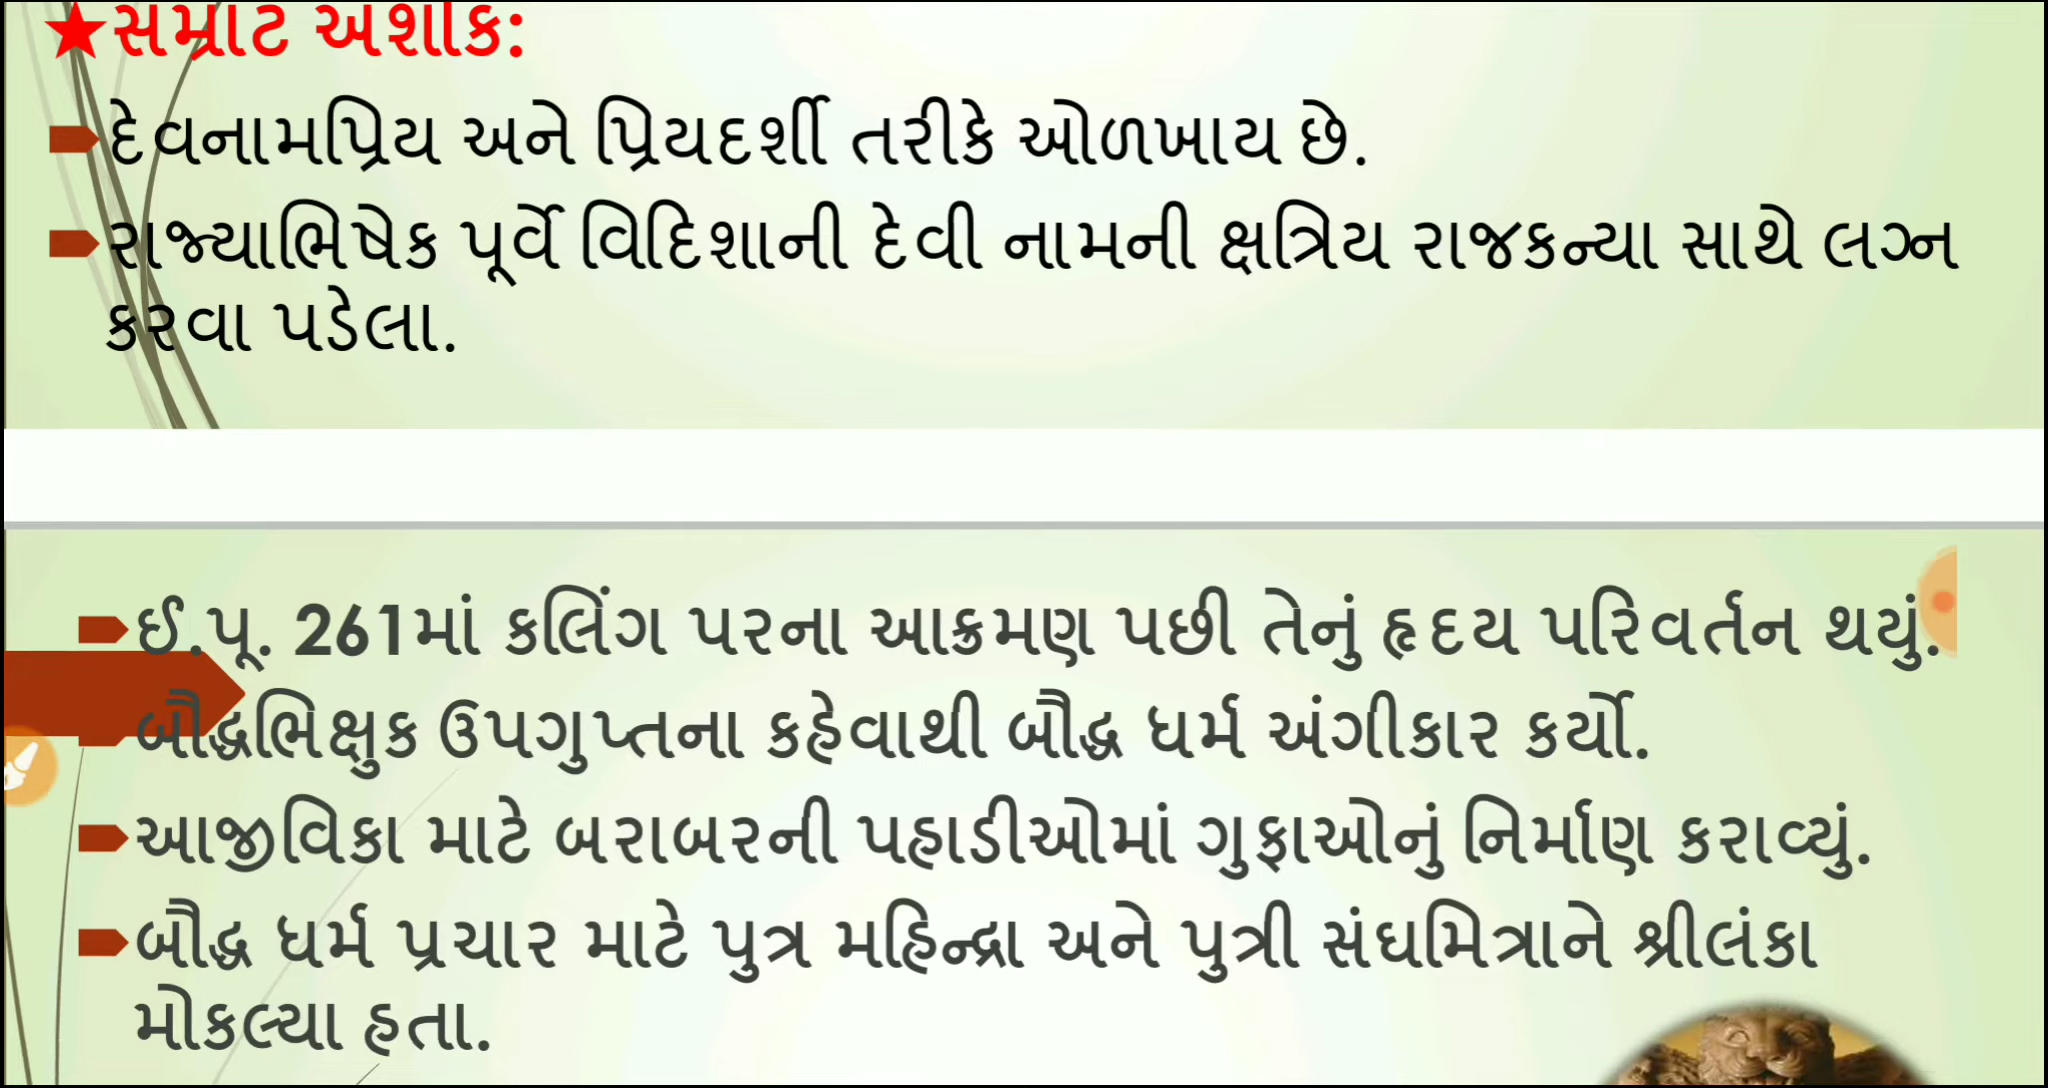 ★સમ્રાટ અશોક:
દેવનામપ્રિય અને પ્રિયદર્શી તરીકે ઓળખાય છે.
રાજ્યાભિષેક પૂર્વે વિદિશાની દેવી નામની ક્ષત્રિય રાજકન્યા સાથે લગ્ન
કરવા પડેલા.
ઈ.પૂ. 261માં કલિંગ પરના આક્રમણ પછી તેનું હૃદય પરિવર્તન થયું.
બૌદ્ધભિક્ષુક ઉપગુપ્તના કહેવાથી બૌદ્ધ ધર્મ અંગીકાર કર્યો.
આજીવિકા માટે બરાબરની પહાડીઓમાં ગુફાઓનું નિર્માણ કરાવ્યું.
બૌદ્ધ ધર્મ પ્રચાર માટે પુત્ર મહિન્દ્રા અને પુત્રી સંઘમિત્રાને શ્રીલંકા
મોકલ્યા હતા.